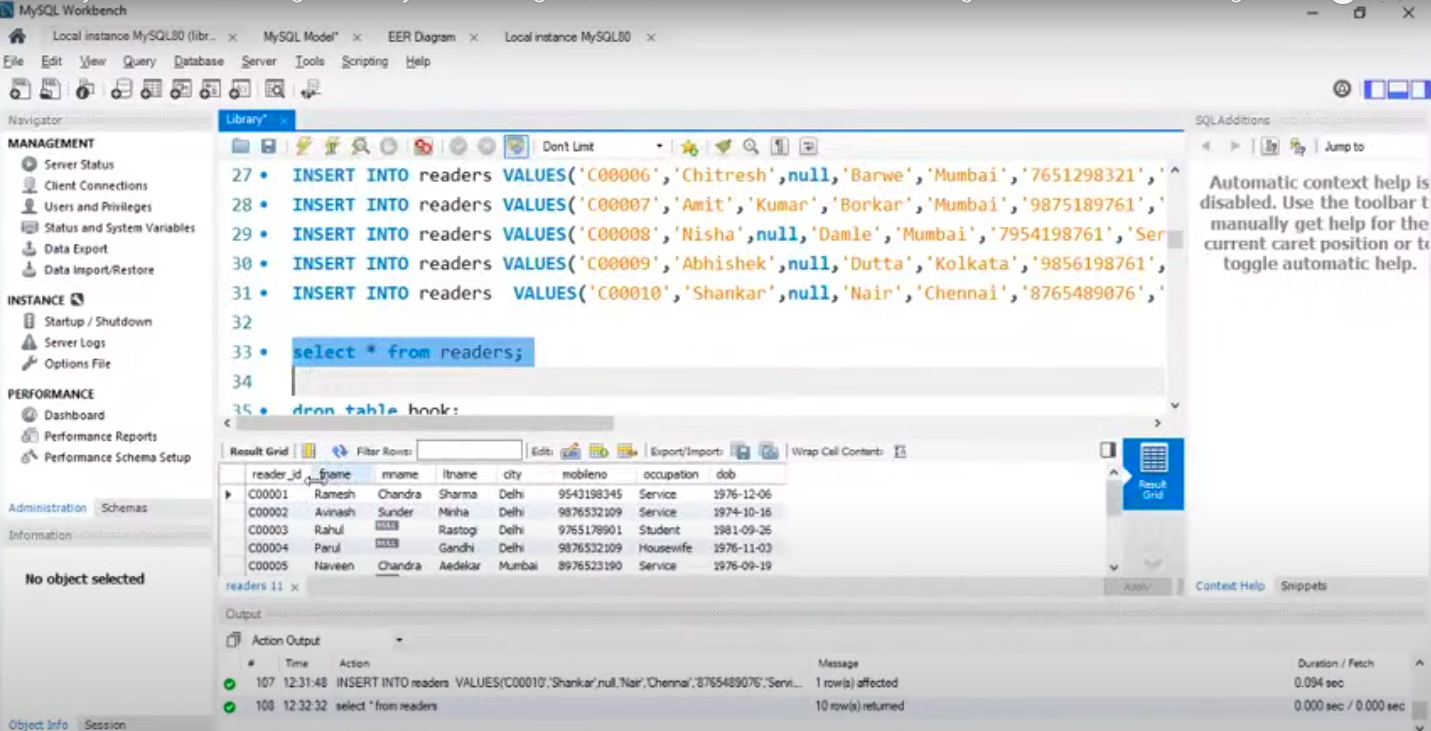 MySQL Workbench
Local instance MySQL80 (libr... × MySQL Model* × EER Diagram × Local instance MySQL80 ×
File Edit View Query Database Server Tools Scripting Help
Navigator
MANAGEMENT
Server Status
Client Connections
Users and Privileges
Status and System Variables
Data Export
Data Import/Restore
INSTANCE
Startup / Shutdown
Server Logs
Options File
PERFORMANCE
Dashboard
Performance Reports
Performance Schema Setup
Administration Schemas
Information
No object selected
Object Info Session
Library* ×
Don't Limit
27 INSERT INTO readers VALUES('C00006','Chitresh',null,'Barwe','Mumbai','7651298321','
28 INSERT INTO readers VALUES('C00007','Amit','Kumar','Borkar','Mumbai','9875189761','
29 INSERT INTO readers VALUES('C00008','Nisha',null,'Damle','Mumbai','7954198761','Ser
30 INSERT INTO readers VALUES('C00009','Abhishek',null,'Dutta','Kolkata','9856198761',
31 INSERT INTO readers  VALUES('C00010','Shankar',null,'Nair','Chennai','8765489076','
32
33 select * from readers;
34
35 drop table book;
Result Grid Filter Rows: Edit: Export/Import: Wrap Cell Content:
reader_id fname mname ltname city mobileno occupation dob
C00001 Ramesh Chandra Sharma Delhi 9543198345 Service 1976-12-06
C00002 Avinash Sunder Minha Delhi 9876532109 Service 1974-10-16
C00003 Rahul NULL Rastogi Delhi 9765178901 Student 1981-09-26
C00004 Parul NULL Gandhi Delhi 9876532109 Housewife 1976-11-03
C00005 Naveen Chandra Aedekar Mumbai 8976523190 Service 1976-09-19
Result Grid
readers 11 ×
Apply
Output
Action Output
# Time Action Message Duration / Fetch
107 12:31:48 INSERT INTO readers VALUES('C00010','Shankar',null,'Nair','Chennai','8765489076','Servi... 1 row(s) affected 0.094 sec
108 12:32:32 select * from readers 10 row(s) returned 0.000 sec / 0.000 sec
SQLAdditions
Jump to
Automatic context help is
disabled. Use the toolbar t
manually get help for the
current caret position or to
toggle automatic help.
Context Help Snippets